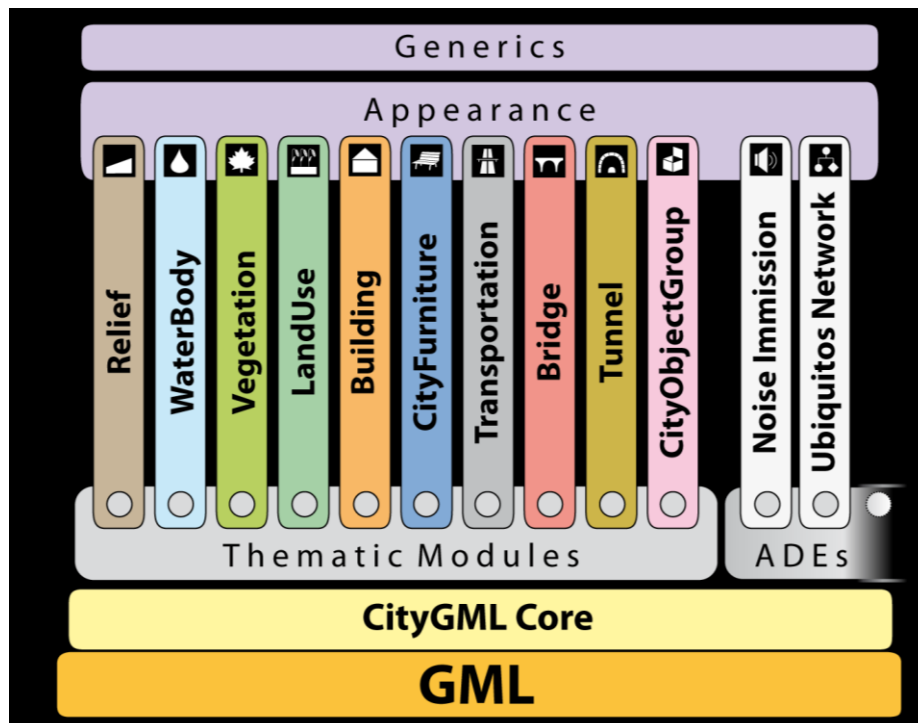 Generics
Appearance
Relief
WaterBody
Vegetation
LandUse
Building
CityFurniture
Transportation
Bridge
Tunnel
CityObjectGroup
Noise Immission
Ubiquitos Network
Thematic Modules
ADEs
CityGML Core
GML